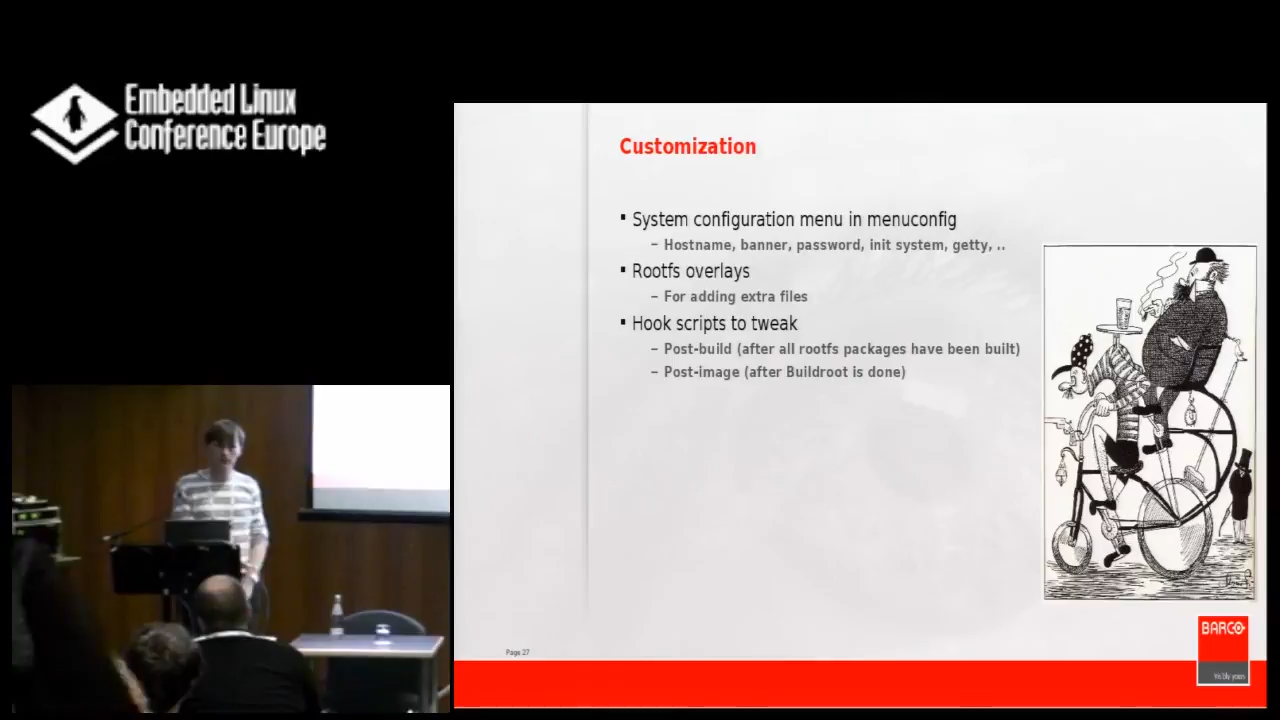 Embedded Linux
Conference Europe
Customization
▪ System configuration menu in menuconfig
– Hostname, banner, password, init system, getty, ..
▪ Rootfs overlays
– For adding extra files
▪ Hook scripts to tweak
– Post-build (after all rootfs packages have been built)
– Post-image (after Buildroot is done)
Page 27
BARCO